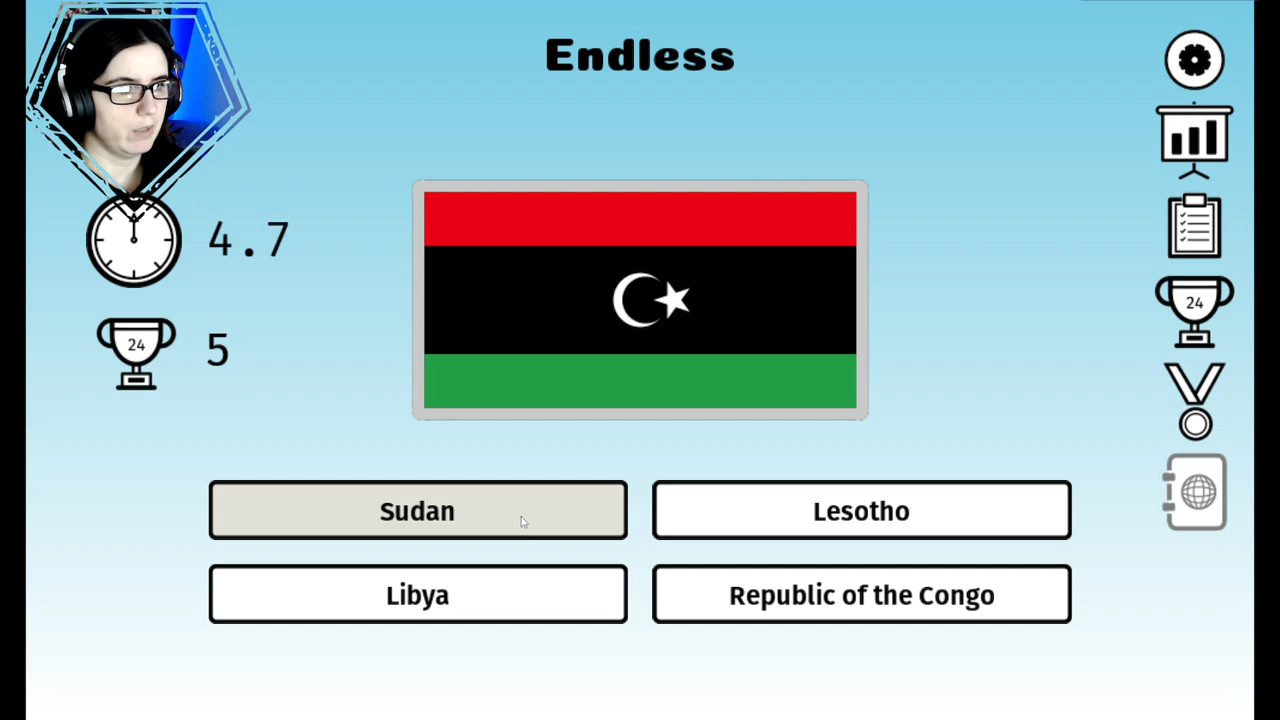 Endless
4.7
24
5
24
Sudan
Lesotho
Libya
Republic of the Congo